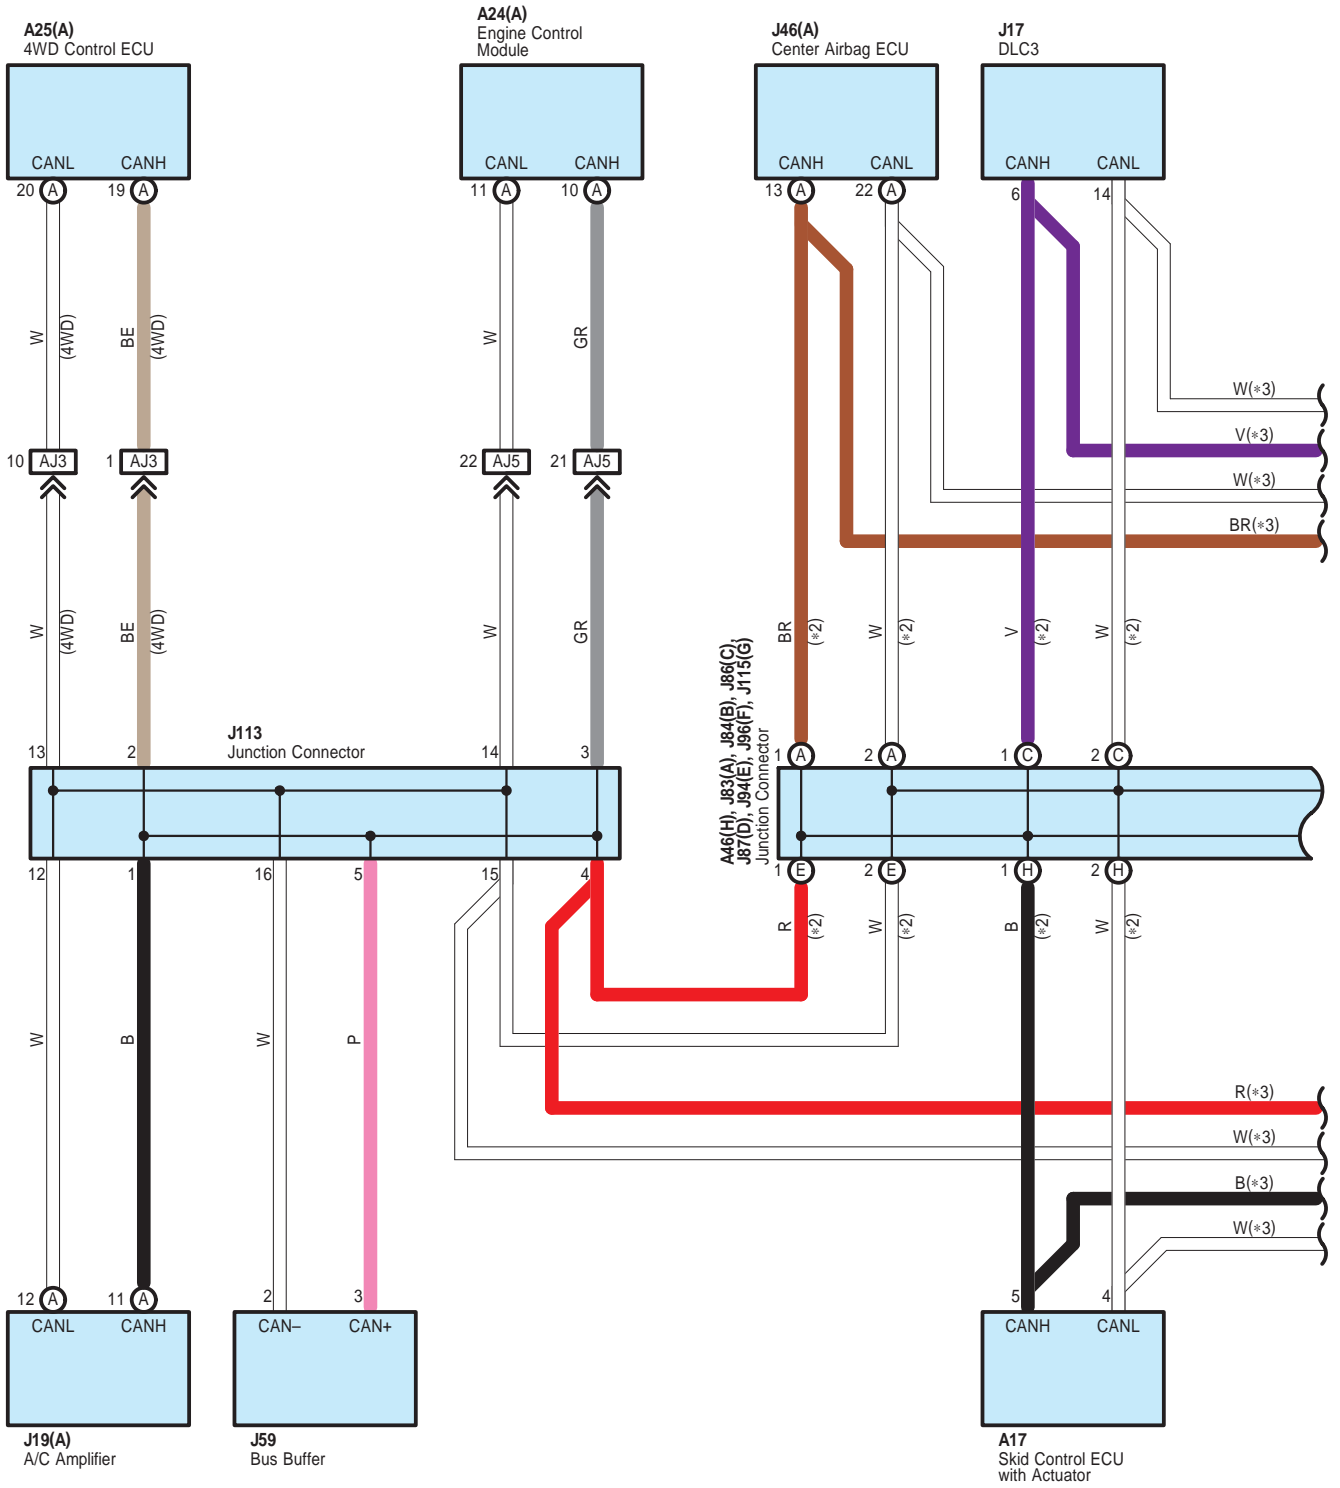 A25(A)
4WD Control ECU
A24(A)
Engine Control
Module
J46(A)
Center Airbag ECU
J17
DLC3
CANL CANH
CANL CANH
CANH CANL
CANH CANL
20 A 19 A
11 A 10 A
13 A 22 A
6 14
W (4WD) BE (4WD)
W GR
W(*3)
V(*3)
W(*3)
BR(*3)
10 AJ3 1 AJ3
22 AJ5 21 AJ5
W (4WD) BE (4WD)
W GR
BR (*2) W (*2) V (*2) W (*2)
J113
Junction Connector
A46(H), J83(A), J84(B), J86(C),
J87(D), J94(E), J96(F), J115(G)
Junction Connector
13 2 14 3
1 A 2 A 1 C 2 C
12 1 16 5 15 4
1 E 2 E 1 H 2 H
R (*2) W (*2) B (*2) W (*2)
W B W P
R(*3)
W(*3)
B(*3)
W(*3)
12 A 11 A
2 3
5 4
CANL CANH
CAN– CAN+
CANH CANL
J19(A)
A/C Amplifier
J59
Bus Buffer
A17
Skid Control ECU
with Actuator